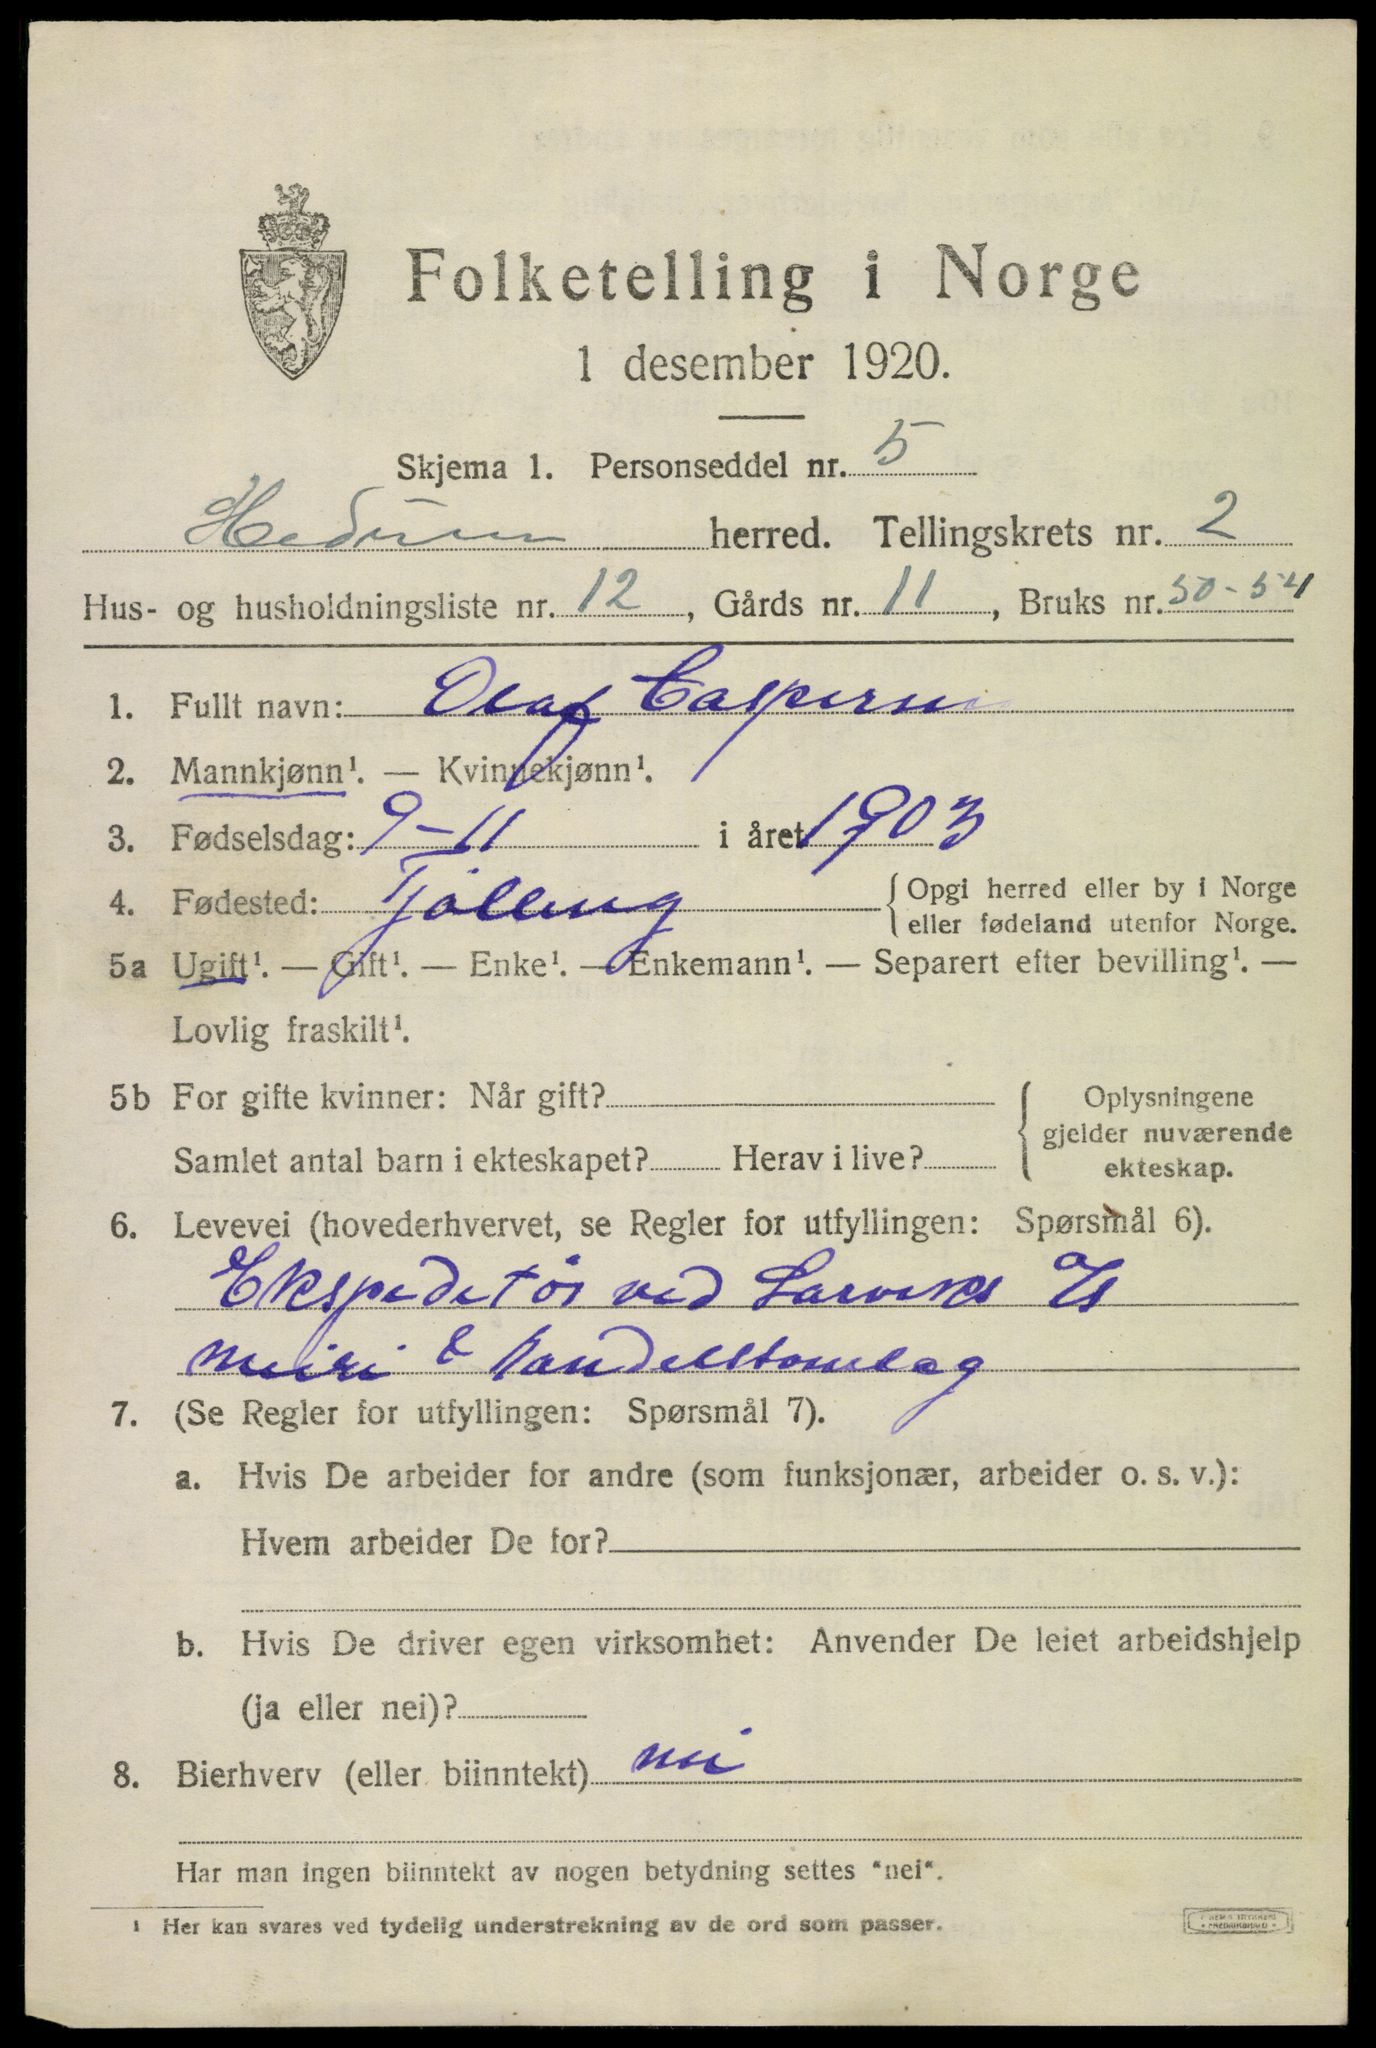 Folketelling i Norge
1 desember 1920.
Skjema 1. Personseddel nr. 5
Hedrum herred. Tellingskrets nr. 2
Hus- og husholdningsliste nr. 12, Gårds nr. 11, Bruks nr. 50-54
1. Fullt navn: Olaf Caspersen
2. Mannkjønn¹. — Kvinnekjønn¹.
3. Fødselsdag: 9-11 i året 1903
4. Fødested: Tjølling { Opgi herred eller by i Norge
eller fødeland utenfor Norge.
5a Ugift¹. — Gift¹. — Enke¹. — Enkemann¹. — Separert efter bevilling¹. —
Lovlig fraskilt¹.
5b For gifte kvinner: Når gift? { Oplysningene
gjelder nuværende
Samlet antal barn i ekteskapet? Herav i live? ekteskap.
6. Levevei (hovederhvervet, se Regler for utfyllingen: Spørsmål 6).
Ekspeditør ved Larviks
meiri & handelslag
7. (Se Regler for utfyllingen: Spørsmål 7).
a. Hvis De arbeider for andre (som funksjonær, arbeider o. s. v.):
Hvem arbeider De for?
b. Hvis De driver egen virksomhet: Anvender De leiet arbeidshjelp
(ja eller nei)?
8. Bierhverv (eller biinntekt) nei
Har man ingen biinntekt av nogen betydning settes “nei“.
¹ Her kan svares ved tydelig understrekning av de ord som passer.